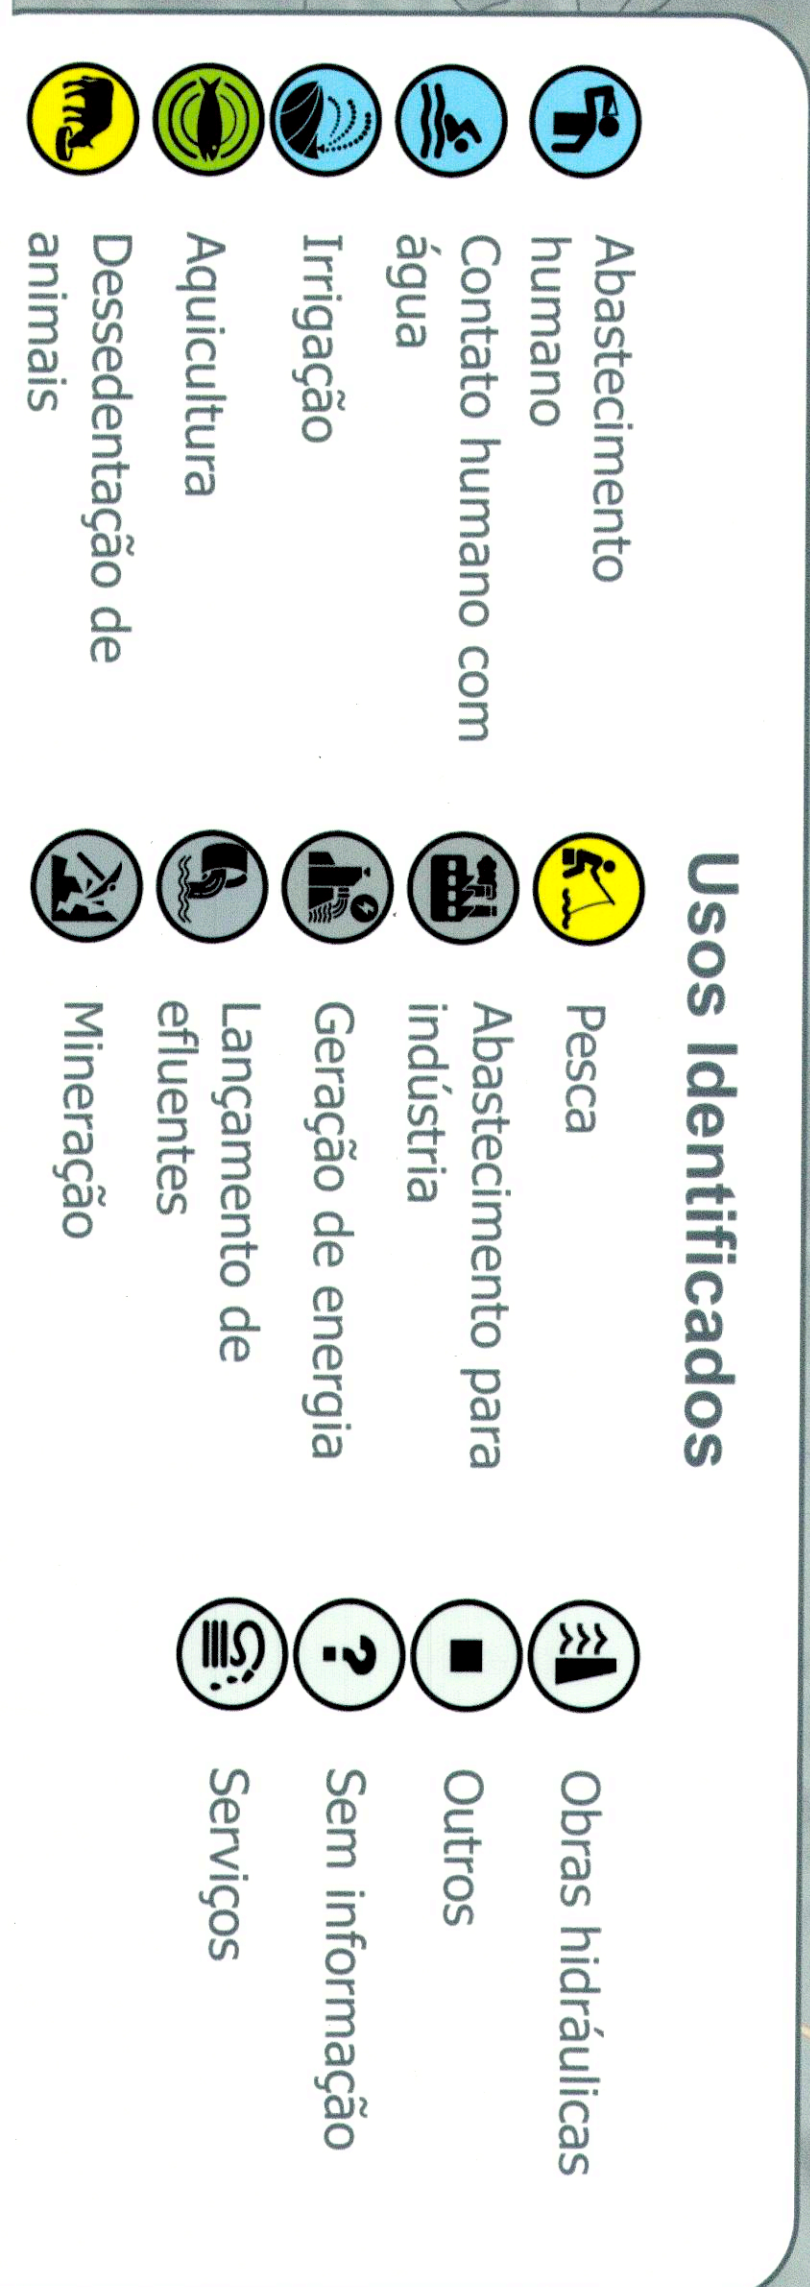 Usos Identificados
Abastecimento
humano
Contato humano com
água
Irrigação
Aquicultura
Dessedentação de
animais
Pesca
Abastecimento para
indústria
Geração de energia
Lançamento de
efluentes
Mineração
Obras hidráulicas
Outros
Sem informação
Serviços